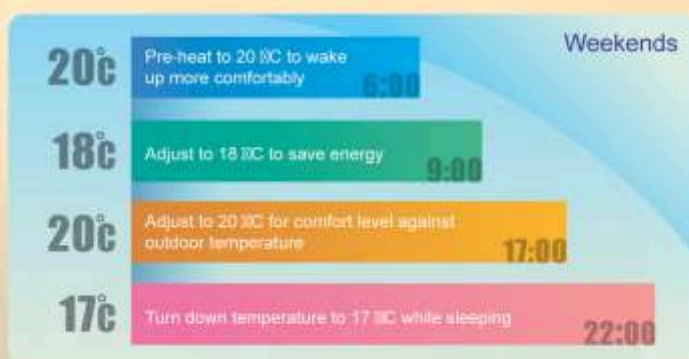 Weekends
20°c
Pre-heat to 20 °C to wake
up more comfortably
6:00
18°c
Adjust to 18 °C to save energy
9:00
20°c
Adjust to 20 °C for comfort level against
outdoor temperature
17:00
17°c
Turn down temperature to 17 °C while sleeping
22:00